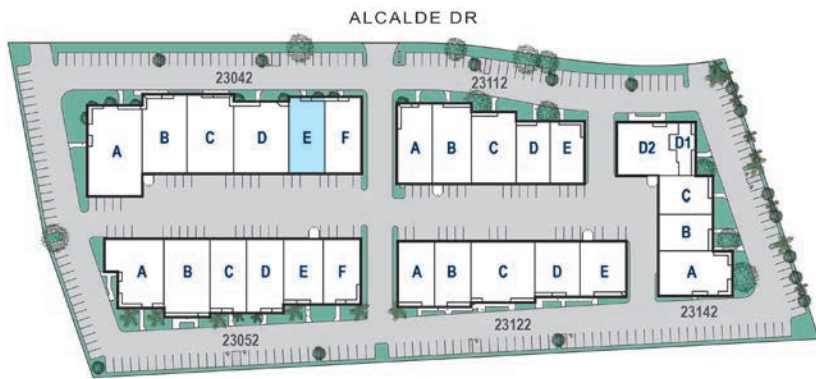 ALCALDE DR
23042
23112
A B C D E F
A B C D E
D2 D1
C
B
A
A B C D E F
A B C D E
23052
23122
23142